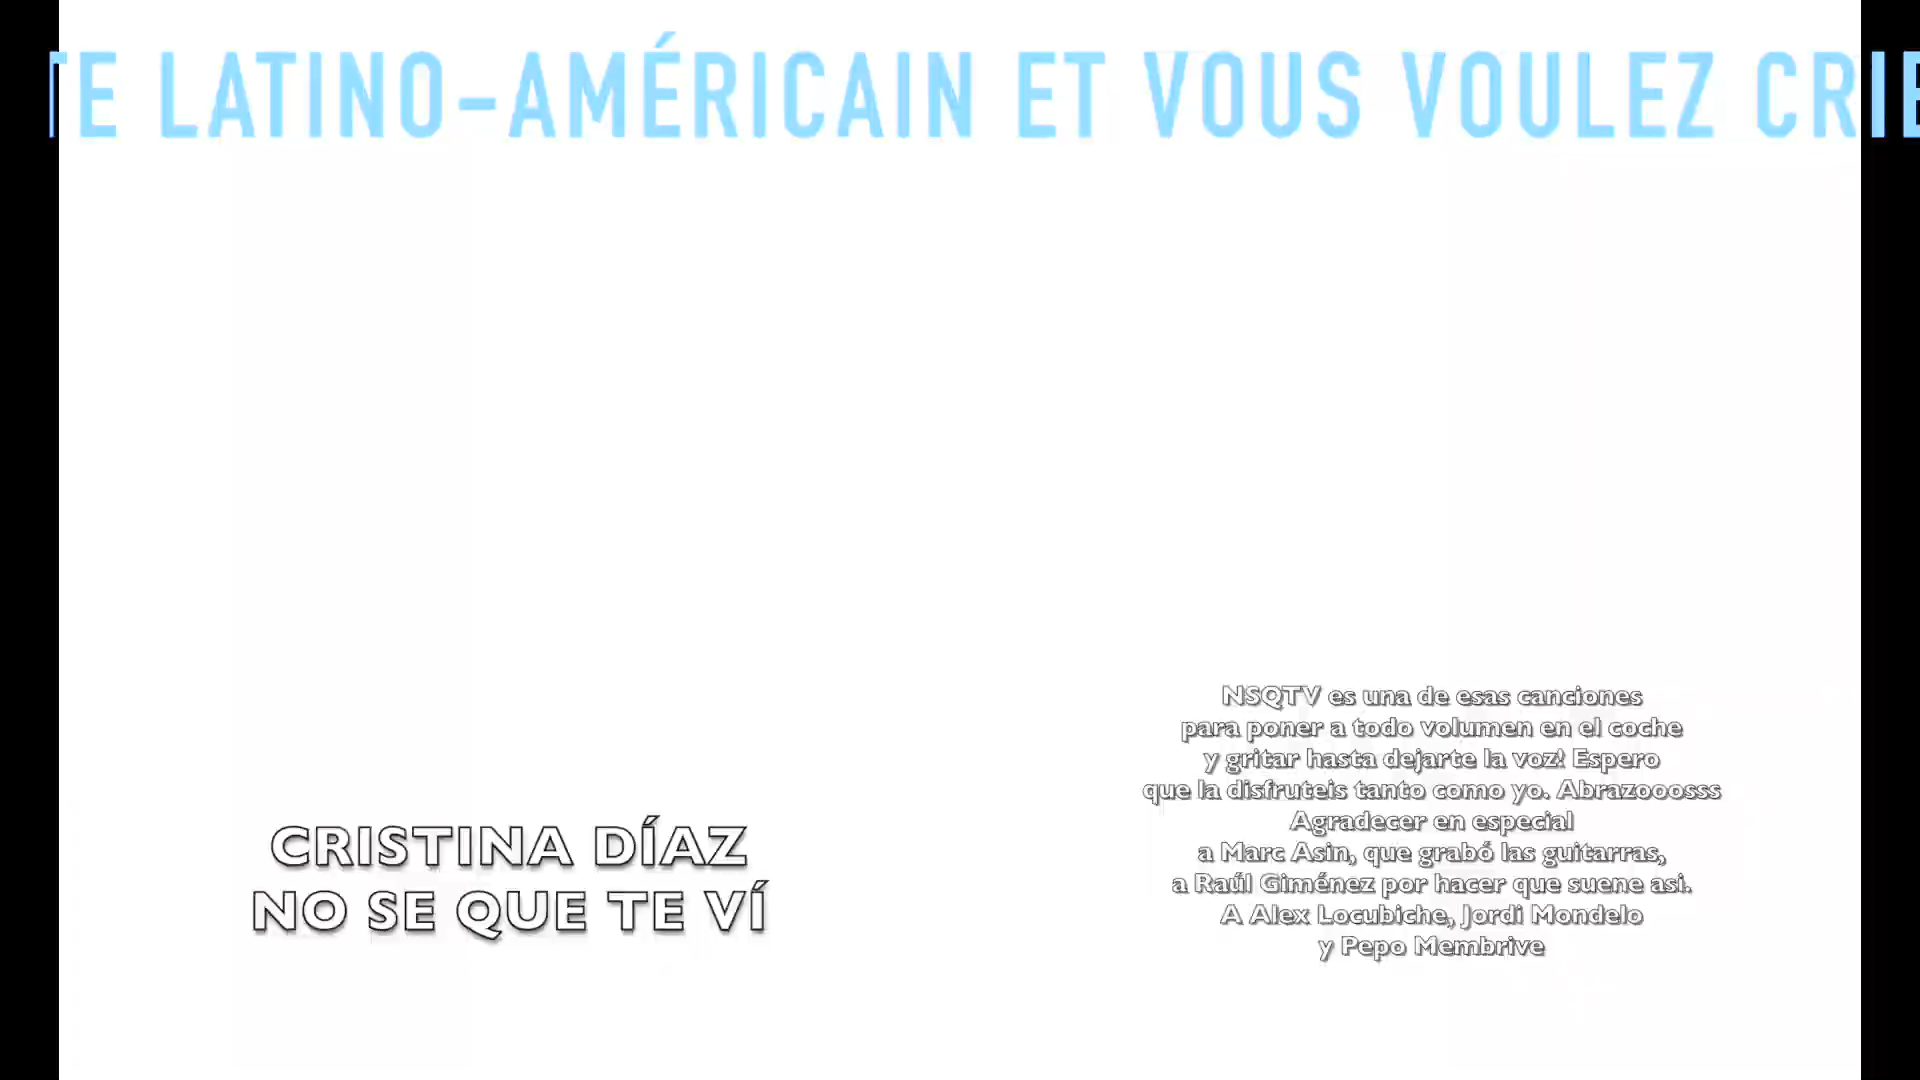 TE LATINO-AMÉRICAIN ET VOUS VOULEZ CRIE
NSQTV es una de esas canciones
para poner a todo volumen en el coche
y gritar hasta dejarte la voz! Espero
que la disfruteis tanto como yo. Abrazooosss
Agradecer en especial
a Marc Asin, que grabó las guitarras,
a Raúl Giménez por hacer que suene asi.
A Alex Locubiche, Jordi Mondelo
y Pepo Membrive
CRISTINA DÍAZ
NO SE QUE TE VÍ